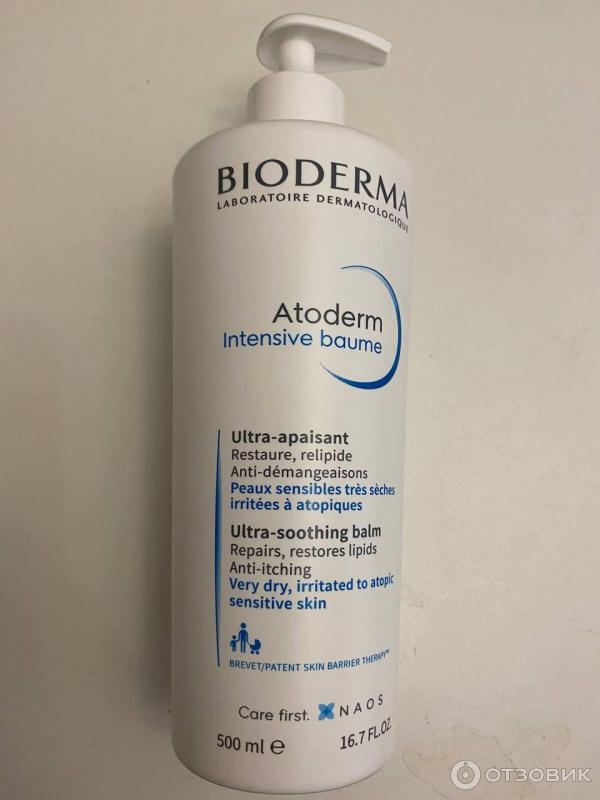 BIODERMA
LABORATOIRE DERMATOLOGIQUE
Atoderm
Intensive baume
Ultra-apaisant
Restaure, relipide
Anti-démangeaisons
Peaux sensibles très sèches
irritées à atopiques
Ultra-soothing balm
Repairs, restores lipids
Anti-itching
Very dry, irritated to atopic
sensitive skin
BREVET/PATENT SKIN BARRIER THERAPY™
Care first. NAOS
500 ml e 16.7 FL.OZ.
ОТЗОВИК